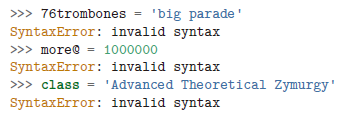 >>> 76trombones = 'big parade'
SyntaxError: invalid syntax
>>> more@ = 1000000
SyntaxError: invalid syntax
>>> class = 'Advanced Theoretical Zymurgy'
SyntaxError: invalid syntax